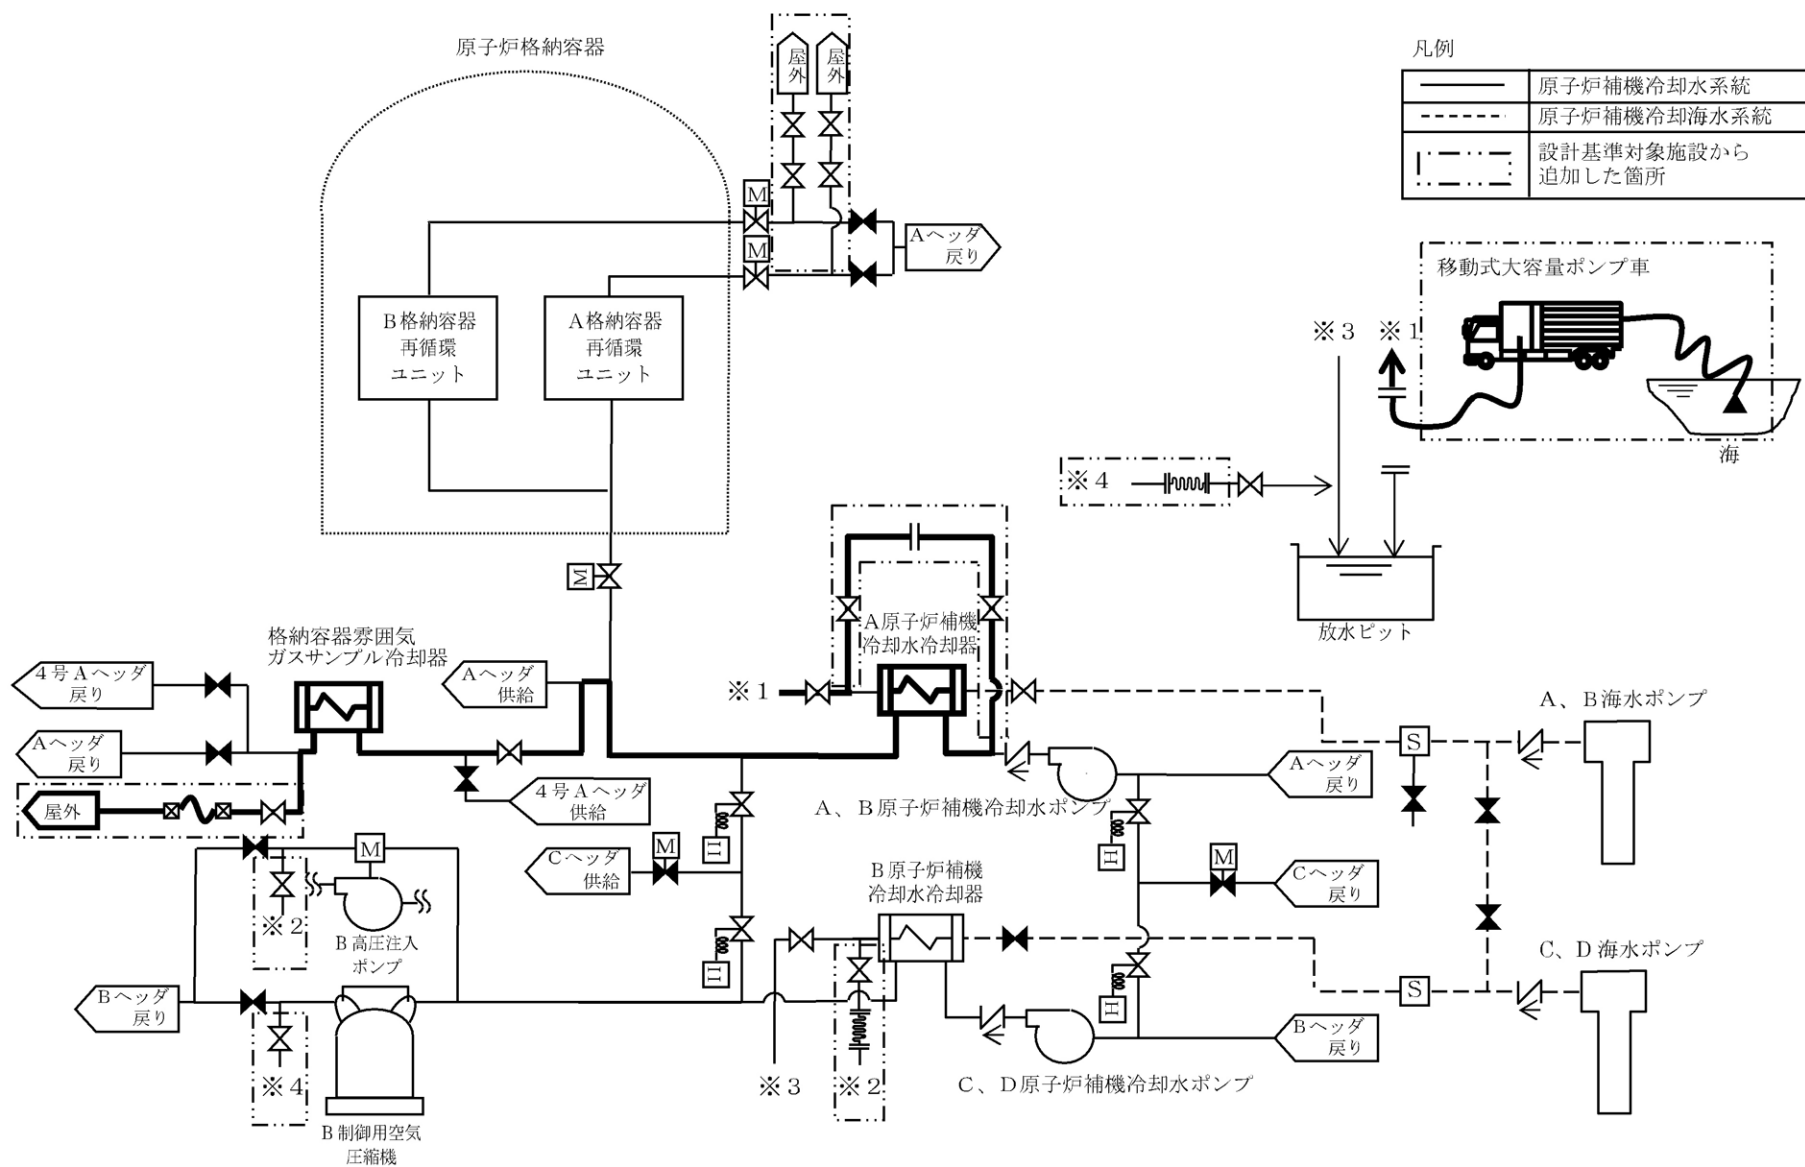 原子炉格納容器
屋外
屋外
凡例
原子炉補機冷却水系統
原子炉補機冷却海水系統
設計基準対象施設から
追加した箇所
M
M
Aヘッダ
戻り
移動式大容量ポンプ車
※3
※1
海
B格納容器
再循環
ユニット
A格納容器
再循環
ユニット
※4
放水ピット
M
格納容器雰囲気
ガスサンプル冷却器
A原子炉補機
冷却水冷却器
4号Aヘッダ
戻り
Aヘッダ
供給
※1
A、B海水ポンプ
Aヘッダ
戻り
S
屋外
4号Aヘッダ
供給
A、B原子炉補機冷却水ポンプ
Aヘッダ
戻り
H
H
M
Cヘッダ
供給
M
M
Cヘッダ
戻り
※2
B高圧注入
ポンプ
B原子炉補機
冷却水冷却器
H
C、D海水ポンプ
Bヘッダ
戻り
H
S
※4
※3
※2
C、D原子炉補機冷却水ポンプ
Bヘッダ
戻り
B制御用空気
圧縮機